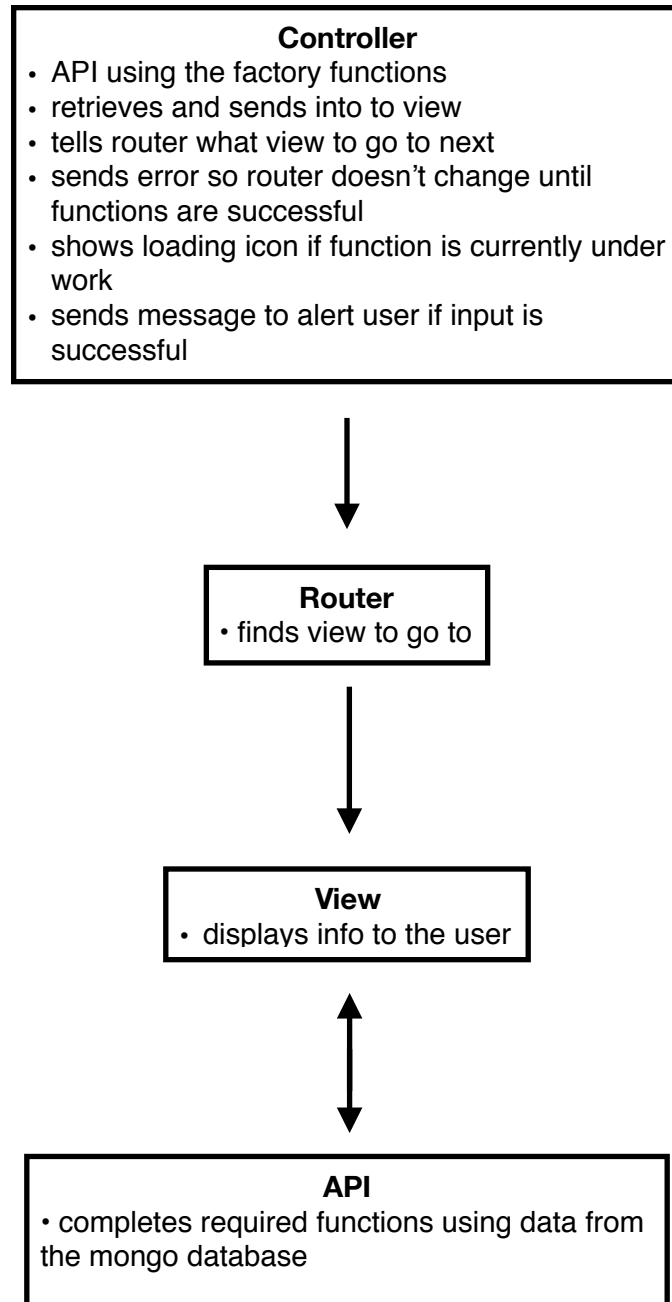 Controller
• API using the factory functions
• retrieves and sends into to view
• tells router what view to go to next
• sends error so router doesn't change until
functions are successful
• shows loading icon if function is currently under
work
• sends message to alert user if input is
successful
Router
• finds view to go to
View
• displays info to the user
API
• completes required functions using data from
the mongo database